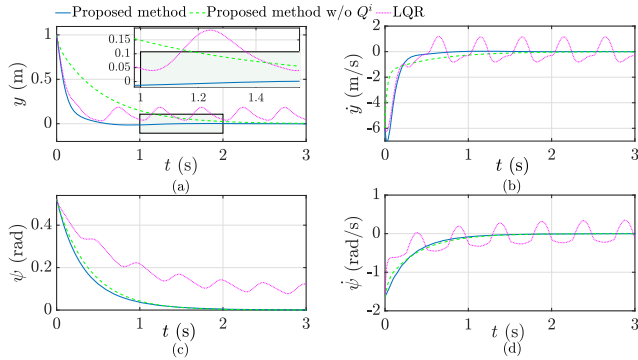 Proposed method Proposed method w/o Qⁱ LQR
1
0.5
0
y (m)
0.15
0.1
0.05
0
1 1.2 1.4
0 1 2 3
t (s)
(a)
0
-2
-4
-6
ẏ (m/s)
0 1 2 3
t (s)
(b)
0.4
0.2
0
ψ (rad)
0 1 2 3
t (s)
(c)
1
0
-1
-2
ψ̇ (rad/s)
0 1 2 3
t (s)
(d)